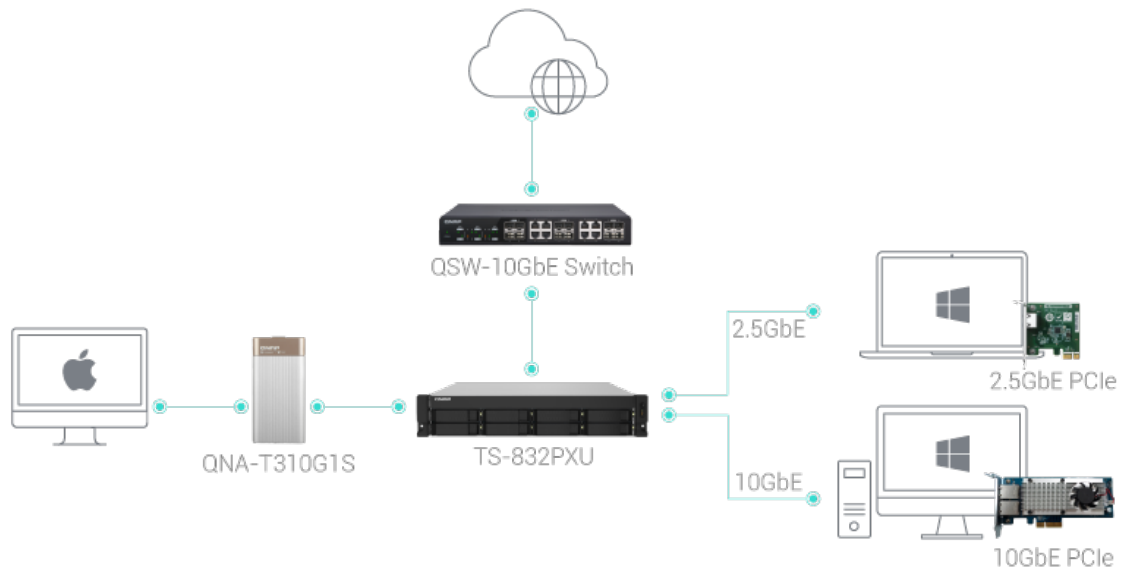 QSW-10GbE Switch
2.5GbE
2.5GbE PCIe
QNA-T310G1S
TS-832PXU
10GbE
10GbE PCIe